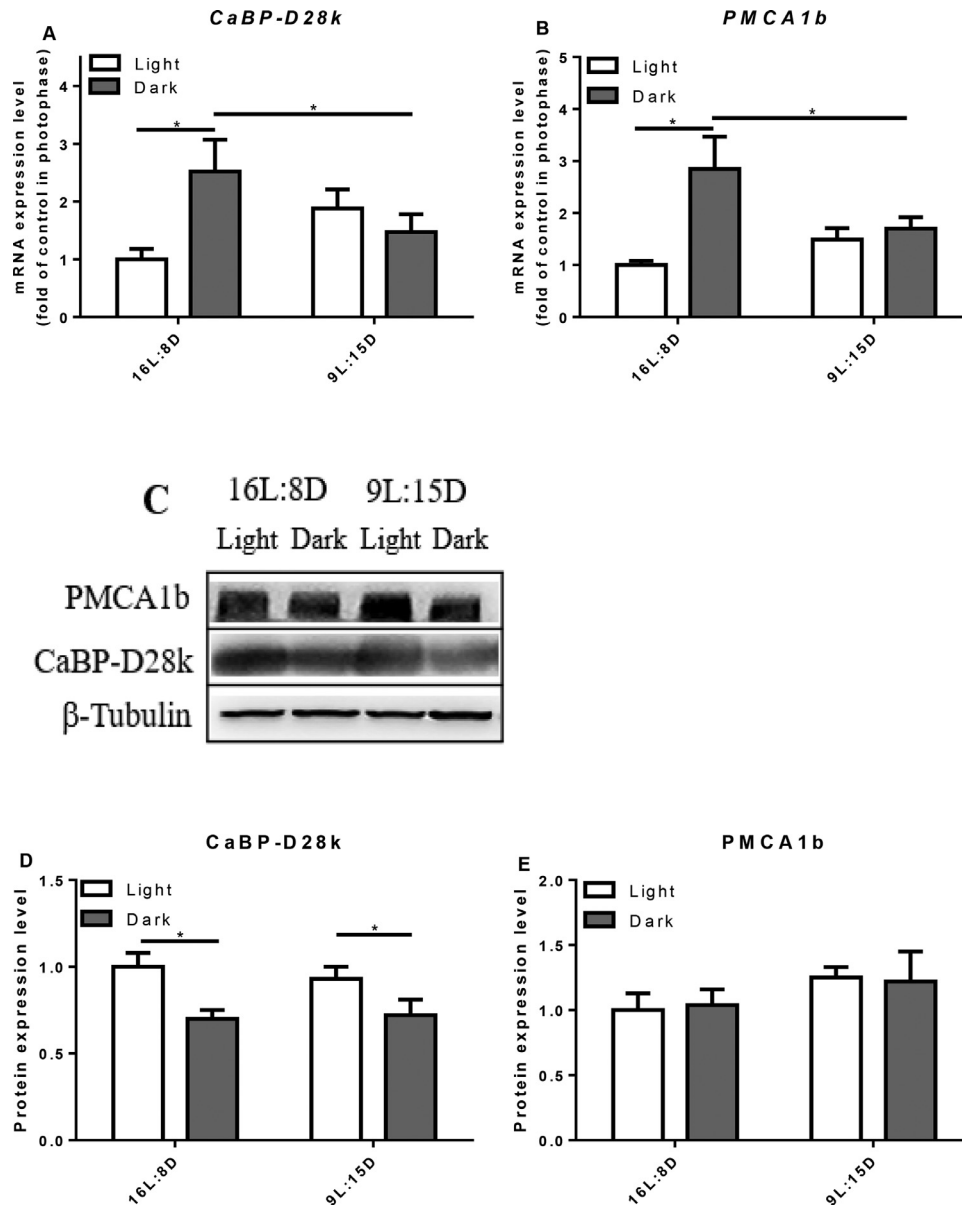 A
CaBP-D28k
mRNA expression level
(fold of control in photophase)
Light
Dark
4
3
2
1
0
*
*
16L:8D
9L:15D
B
PMCA1b
mRNA expression level
(fold of control in photophase)
Light
Dark
5
4
3
2
1
0
*
*
16L:8D
9L:15D
C
16L:8D 9L:15D
Light Dark Light Dark
PMCA1b
CaBP-D28k
β-Tubulin
D
CaBP-D28k
Protein expression level
Light
Dark
1.5
1.0
0.5
0.0
*
*
16L:8D
9L:15D
E
PMCA1b
Protein expression level
Light
Dark
2.0
1.5
1.0
0.5
0.0
16L:8D
9L:15D